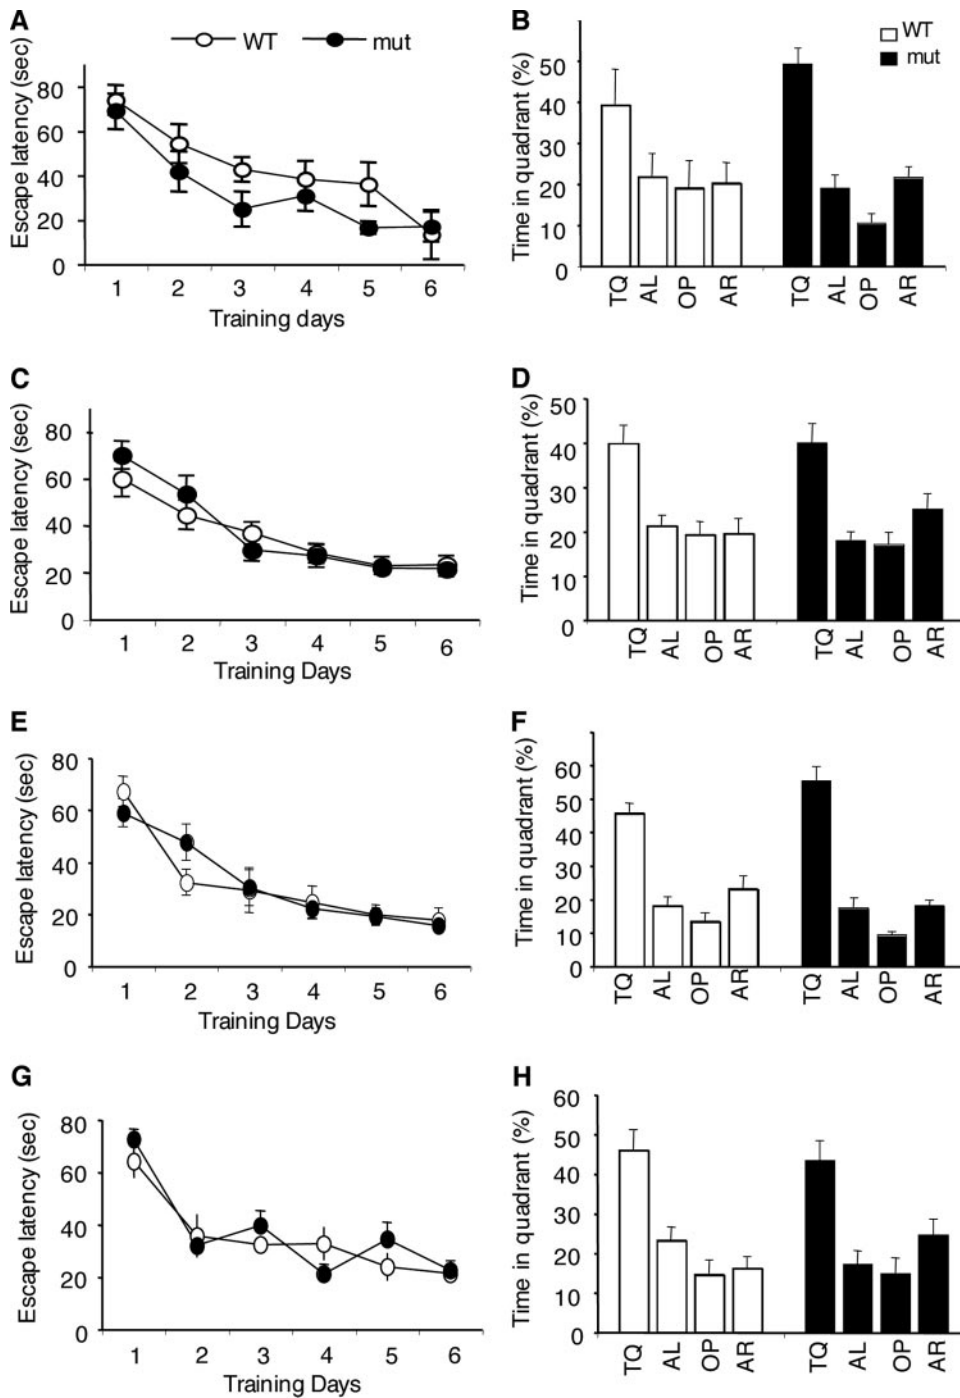 A
WT mut
Escape latency (sec)
80
60
40
20
0
1 2 3 4 5 6
Training days
B
WT
mut
Time in quadrant (%)
50
40
30
20
10
0
TQ AL OP AR TQ AL OP AR
C
Escape latency (sec)
80
60
40
20
0
1 2 3 4 5 6
Training Days
D
Time in quadrant (%)
50
40
30
20
10
0
TQ AL OP AR TQ AL OP AR
E
Escape latency (sec)
80
60
40
20
0
1 2 3 4 5 6
Training Days
F
Time in quadrant (%)
60
50
40
30
20
10
0
TQ AL OP AR TQ AL OP AR
G
Escape latency (sec)
80
60
40
20
0
1 2 3 4 5 6
Training Days
H
Time in quadrant (%)
60
50
40
30
20
10
0
TQ AL OP AR TQ AL OP AR